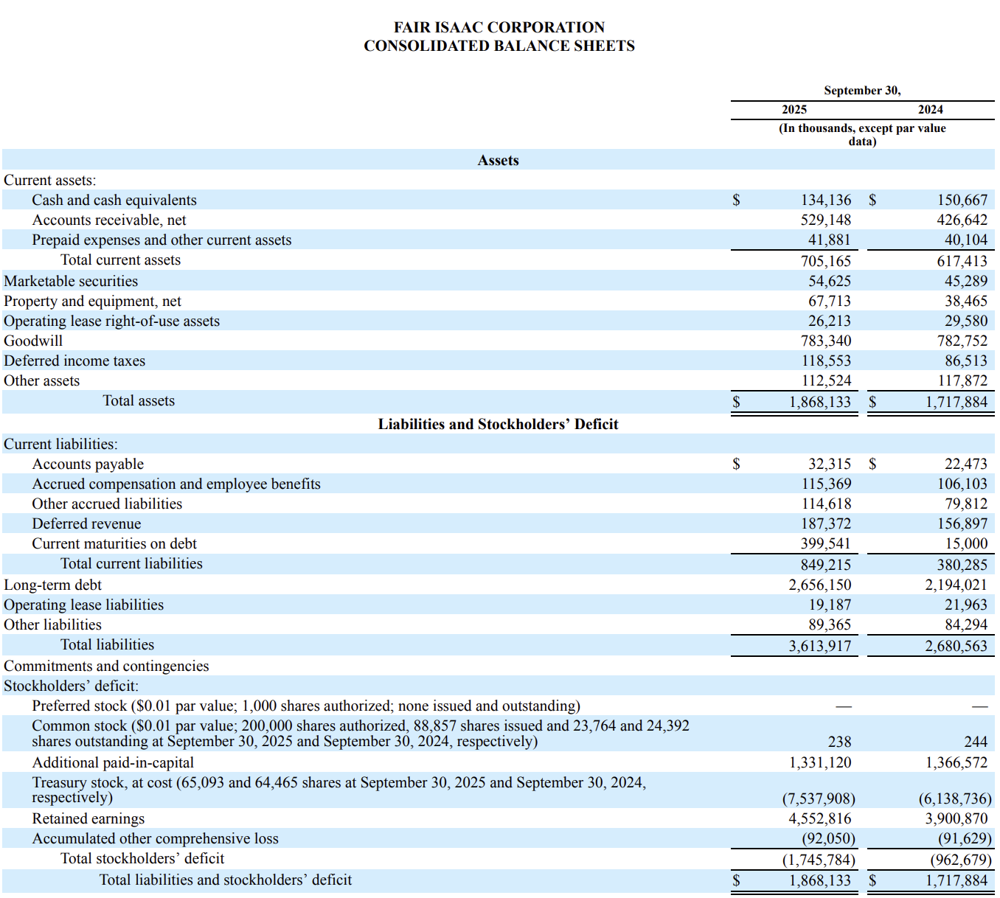 FAIR ISAAC CORPORATION
CONSOLIDATED BALANCE SHEETS
September 30,
2025 2024
(In thousands, except par value
data)
Assets
Current assets:
Cash and cash equivalents $ 134,136 $ 150,667
Accounts receivable, net 529,148 426,642
Prepaid expenses and other current assets 41,881 40,104
Total current assets 705,165 617,413
Marketable securities 54,625 45,289
Property and equipment, net 67,713 38,465
Operating lease right-of-use assets 26,213 29,580
Goodwill 783,340 782,752
Deferred income taxes 118,553 86,513
Other assets 112,524 117,872
Total assets $ 1,868,133 $ 1,717,884
Liabilities and Stockholders’ Deficit
Current liabilities:
Accounts payable $ 32,315 $ 22,473
Accrued compensation and employee benefits 115,369 106,103
Other accrued liabilities 114,618 79,812
Deferred revenue 187,372 156,897
Current maturities on debt 399,541 15,000
Total current liabilities 849,215 380,285
Long-term debt 2,656,150 2,194,021
Operating lease liabilities 19,187 21,963
Other liabilities 89,365 84,294
Total liabilities 3,613,917 2,680,563
Commitments and contingencies
Stockholders’ deficit:
Preferred stock ($0.01 par value; 1,000 shares authorized; none issued and outstanding) — —
Common stock ($0.01 par value; 200,000 shares authorized, 88,857 shares issued and 23,764 and 24,392
shares outstanding at September 30, 2025 and September 30, 2024, respectively) 238 244
Additional paid-in-capital 1,331,120 1,366,572
Treasury stock, at cost (65,093 and 64,465 shares at September 30, 2025 and September 30, 2024,
respectively) (7,537,908) (6,138,736)
Retained earnings 4,552,816 3,900,870
Accumulated other comprehensive loss (92,050) (91,629)
Total stockholders’ deficit (1,745,784) (962,679)
Total liabilities and stockholders’ deficit $ 1,868,133 $ 1,717,884